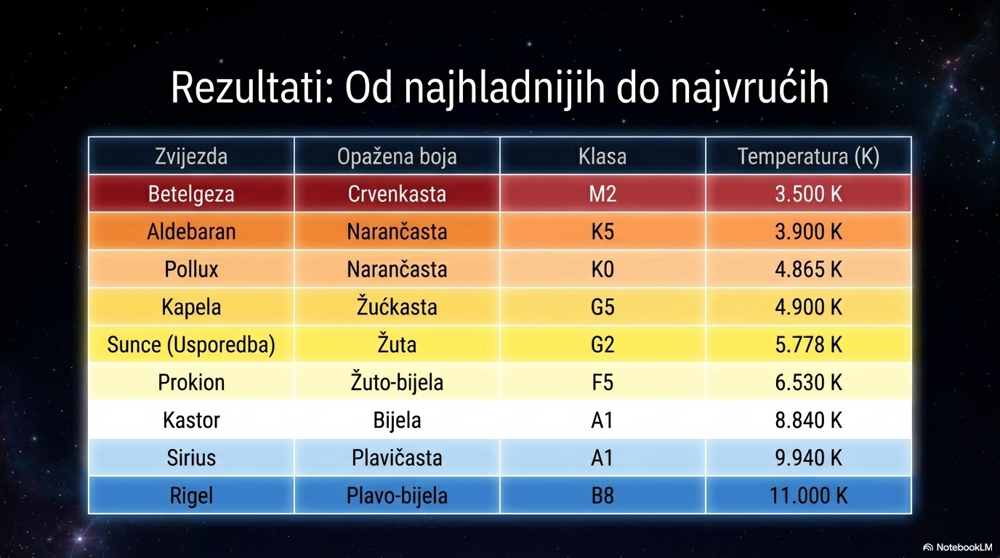 Rezultati: Od najhladnijih do najvrućih
Zvijezda Opažena boja Klasa Temperatura (K)
Betelgeza Crvenkasta M2 3.500 K
Aldebaran Narančasta K5 3.900 K
Pollux Narančasta K0 4.865 K
Kapela Žućkasta G5 4.900 K
Sunce (Usporedba) Žuta G2 5.778 K
Prokion Žuto-bijela F5 6.530 K
Kastor Bijela A1 8.840 K
Sirius Plavičasta A1 9.940 K
Rigel Plavo-bijela B8 11.000 K
NotebookLM